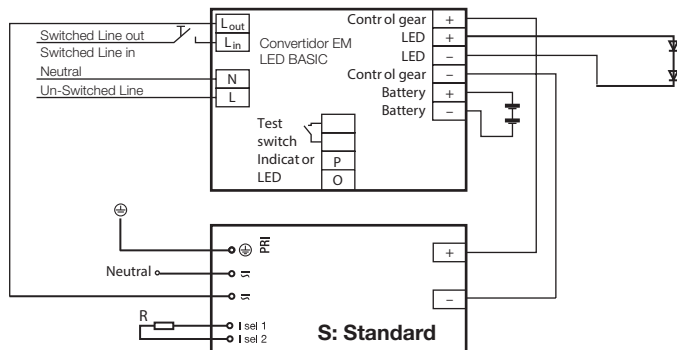 Switched Line out
Switched Line in
Neutral
Un-Switched Line
Lout
Lin
N
L
Convertidor EM
LED BASIC
Control gear +
LED +
LED –
Control gear –
Battery +
Battery –
Test
switch
Indicator
LED
P
O
PRI
Neutral
+
–
R
I sel 1
I sel 2
S: Standard